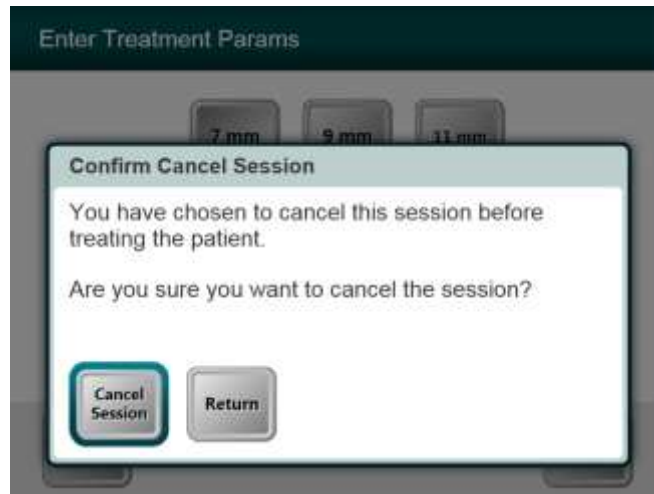 Enter Treatment Params
7 mm 9 mm 11 mm
Confirm Cancel Session
You have chosen to cancel this session before
treating the patient.
Are you sure you want to cancel the session?
Cancel
Session
Return